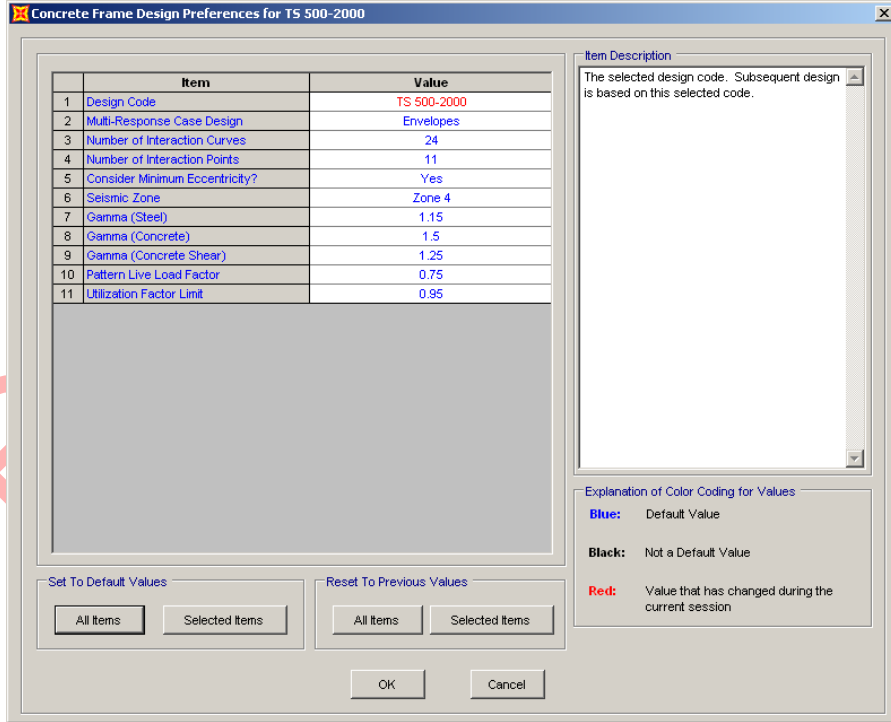 Concrete Frame Design Preferences for TS 500-2000
Item Value
1 Design Code TS 500-2000
2 Multi-Response Case Design Envelopes
3 Number of Interaction Curves 24
4 Number of Interaction Points 11
5 Consider Minimum Eccentricity? Yes
6 Seismic Zone Zone 4
7 Gamma (Steel) 1.15
8 Gamma (Concrete) 1.5
9 Gamma (Concrete Shear) 1.25
10 Pattern Live Load Factor 0.75
11 Utilization Factor Limit 0.95
Set To Default Values
All Items Selected Items
Reset To Previous Values
All Items Selected Items
Item Description
The selected design code. Subsequent design
is based on this selected code.
Explanation of Color Coding for Values
Blue: Default Value
Black: Not a Default Value
Red: Value that has changed during the
current session
OK Cancel